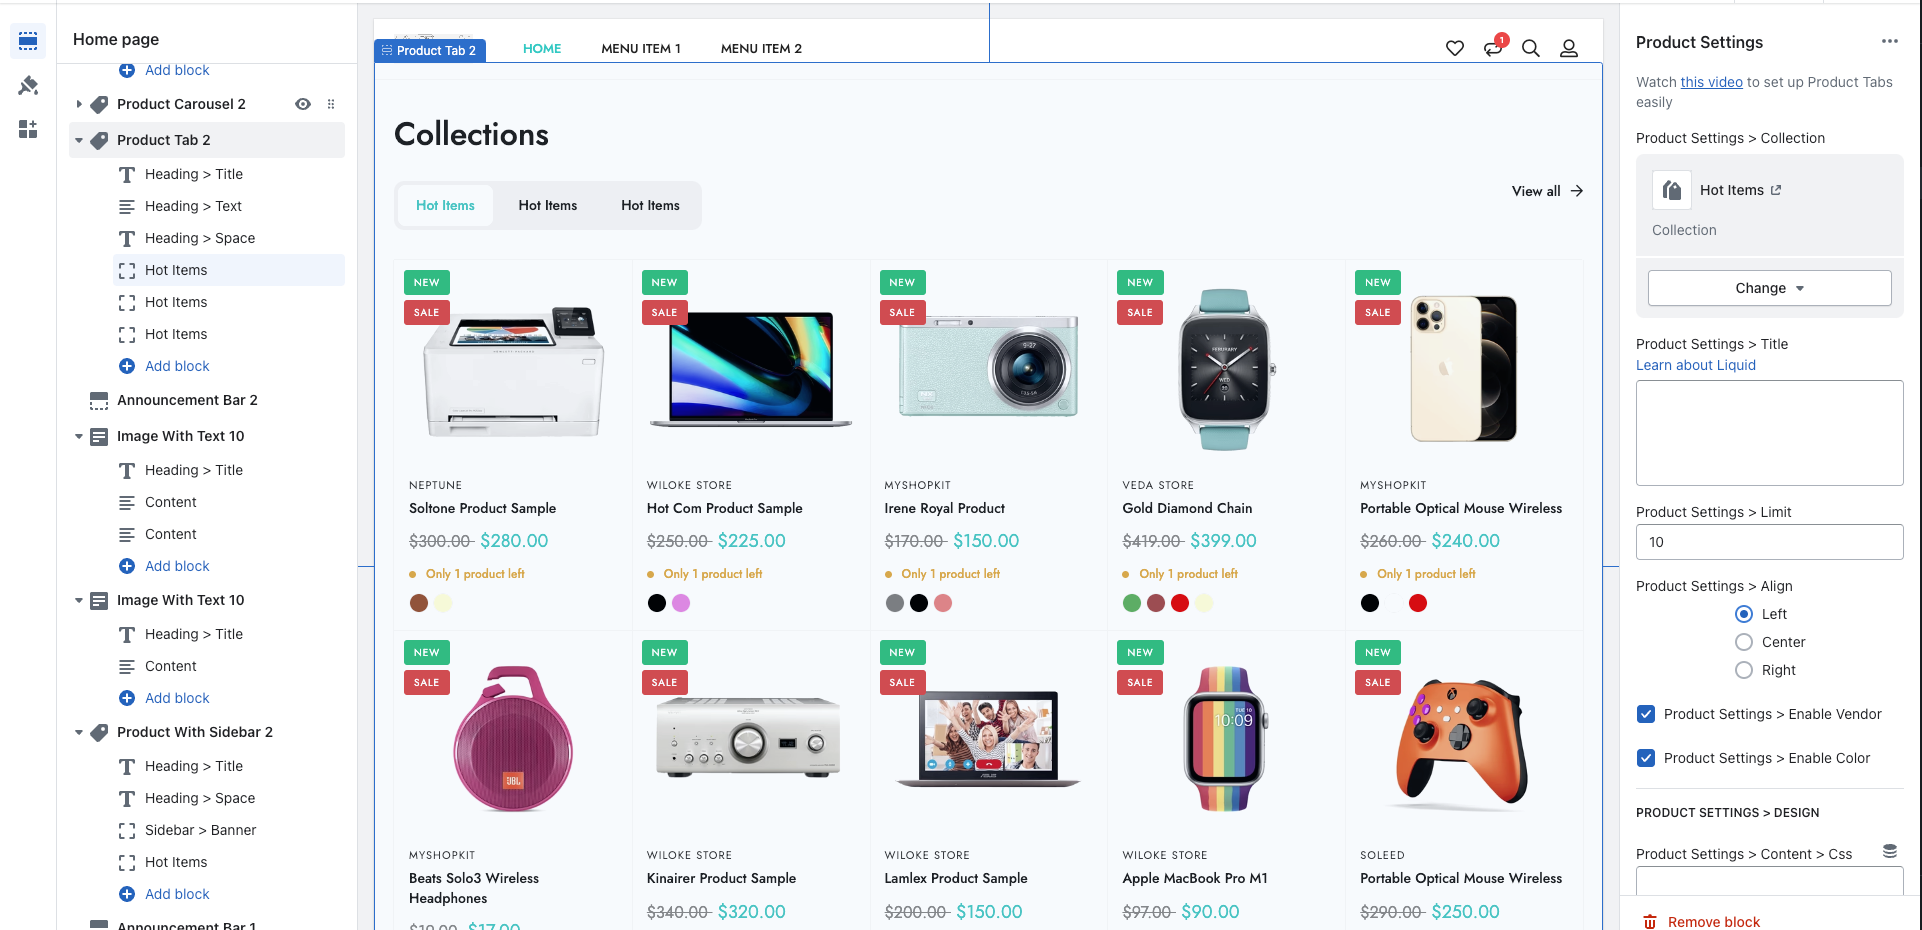 Home page
Add block
Product Carousel 2
Product Tab 2
Heading > Title
Heading > Text
Heading > Space
Hot Items
Hot Items
Hot Items
Add block
Announcement Bar 2
Image With Text 10
Heading > Title
Content
Content
Add block
Image With Text 10
Heading > Title
Content
Add block
Product With Sidebar 2
Heading > Title
Heading > Space
Sidebar > Banner
Hot Items
Add block
Announcement Bar 1
Product Tab 2
HOME MENU ITEM 1 MENU ITEM 2
1
Collections
Hot Items Hot Items Hot Items
View all
NEW SALE
NEW SALE
NEW SALE
NEW SALE
NEW SALE
NEPTUNE
Soltone Product Sample
$300.00 $280.00
Only 1 product left
WILOKE STORE
Hot Com Product Sample
$250.00 $225.00
Only 1 product left
MYSHOPKIT
Irene Royal Product
$170.00 $150.00
Only 1 product left
VEDA STORE
Gold Diamond Chain
$419.00 $399.00
Only 1 product left
MYSHOPKIT
Portable Optical Mouse Wireless
$260.00 $240.00
Only 1 product left
NEW SALE
NEW SALE
NEW SALE
NEW SALE
NEW SALE
JBL
10:09
MYSHOPKIT
Beats Solo3 Wireless
Headphones
$19.00 $17.00
WILOKE STORE
Kinairer Product Sample
$340.00 $320.00
WILOKE STORE
Lamlex Product Sample
$200.00 $150.00
WILOKE STORE
Apple MacBook Pro M1
$97.00 $90.00
SOLEED
Portable Optical Mouse Wireless
$290.00 $250.00
Product Settings
Watch this video to set up Product Tabs
easily
Product Settings > Collection
Hot Items
Collection
Change
Product Settings > Title
Learn about Liquid
Product Settings > Limit
10
Product Settings > Align
Left
Center
Right
Product Settings > Enable Vendor
Product Settings > Enable Color
PRODUCT SETTINGS > DESIGN
Product Settings > Content > Css
Remove block